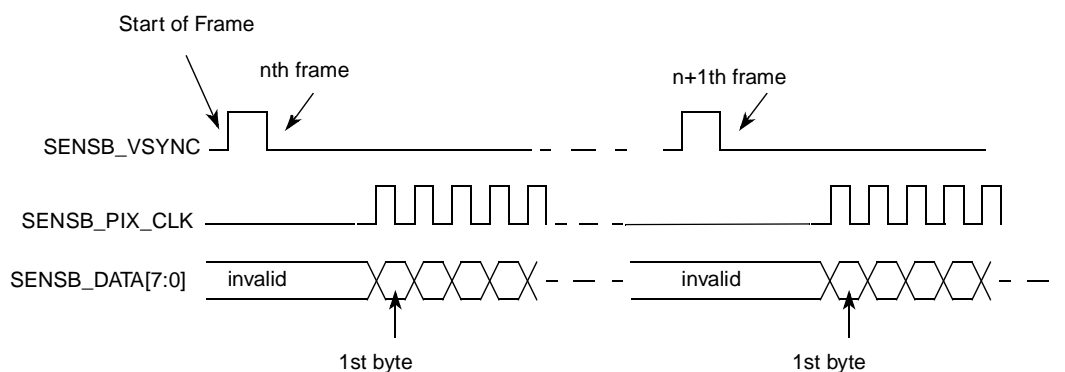 Start of Frame
nth frame
n+1th frame
SENSB_VSYNC
SENSB_PIX_CLK
SENSB_DATA[7:0]
invalid
invalid
1st byte
1st byte